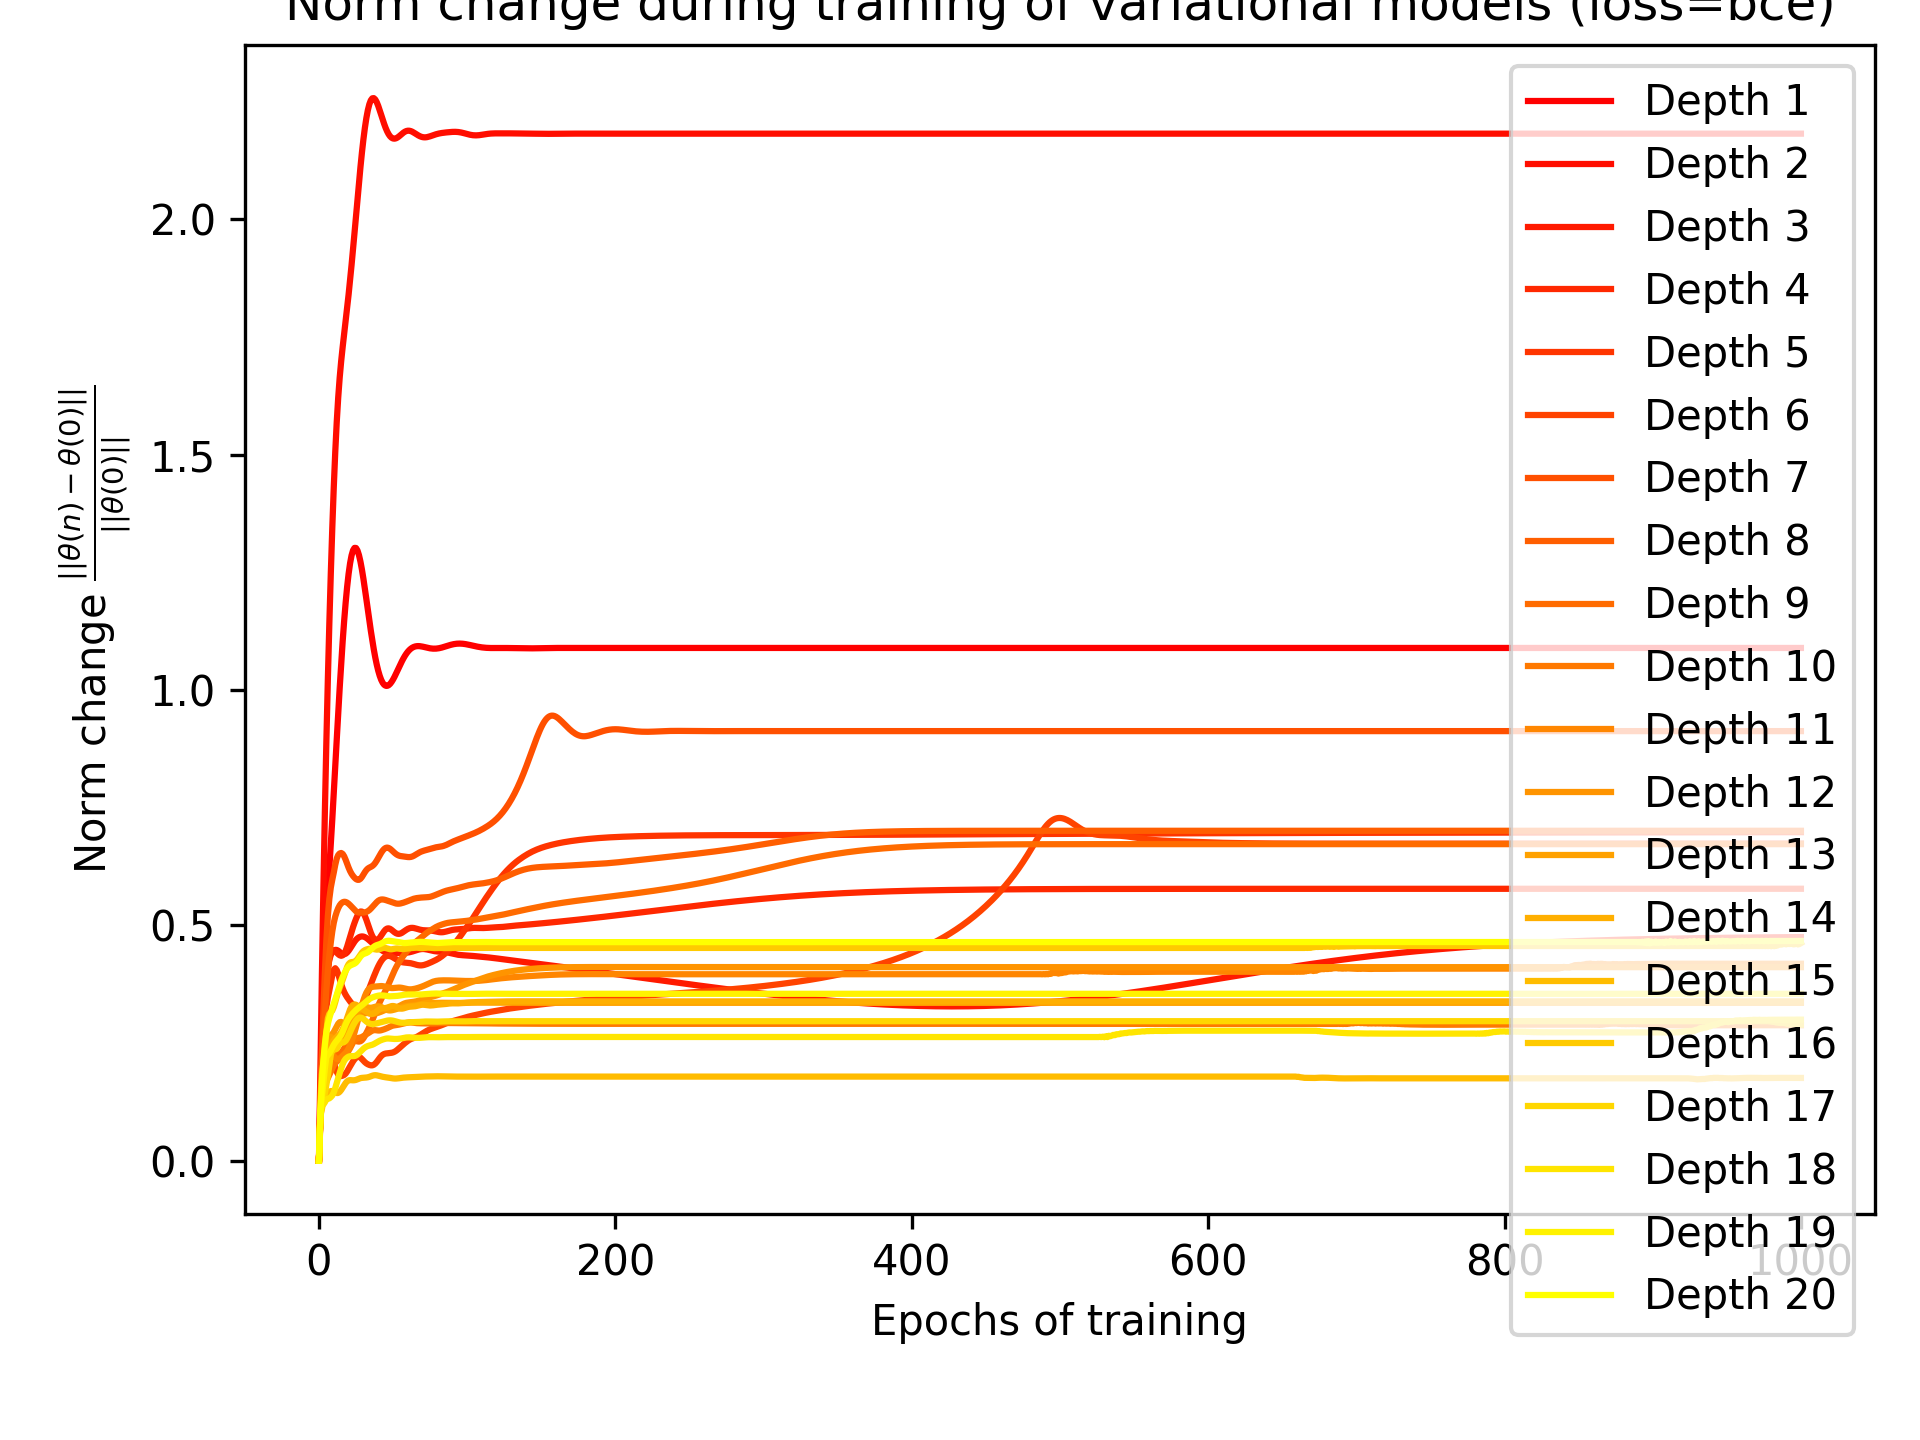 Norm change during training of variational models (loss=bce)
Norm change ||θ(n) − θ(0)|| / ||θ(0)||
2.0
1.5
1.0
0.5
0.0
0 200 400 600 800 1000
Epochs of training
Depth 1
Depth 2
Depth 3
Depth 4
Depth 5
Depth 6
Depth 7
Depth 8
Depth 9
Depth 10
Depth 11
Depth 12
Depth 13
Depth 14
Depth 15
Depth 16
Depth 17
Depth 18
Depth 19
Depth 20